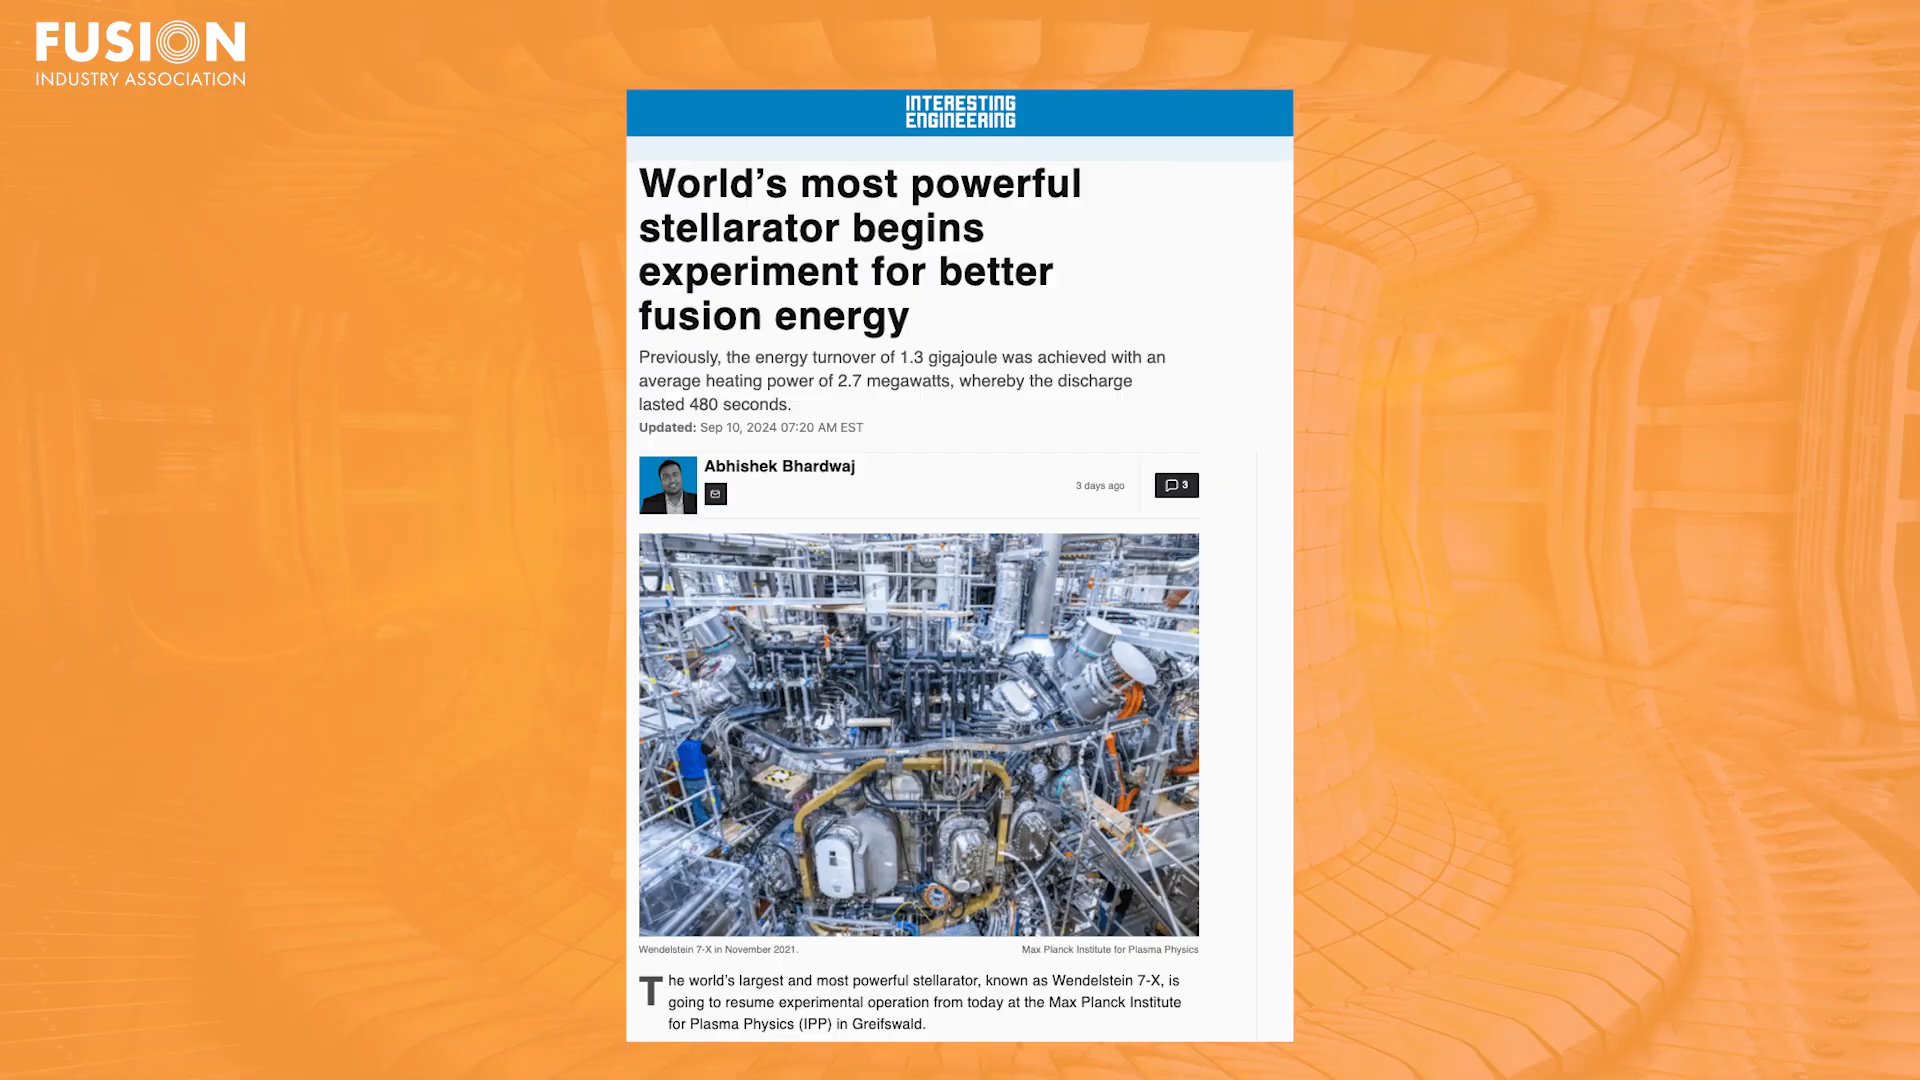 FUSION
INDUSTRY ASSOCIATION
INTERESTING
ENGINEERING
World’s most powerful
stellarator begins
experiment for better
fusion energy
Previously, the energy turnover of 1.3 gigajoule was achieved with an
average heating power of 2.7 megawatts, whereby the discharge
lasted 480 seconds.
Updated: Sep 10, 2024 07:20 AM EST
Abhishek Bhardwaj
3 days ago
3
Wendelstein 7-X in November 2021.
Max Planck Institute for Plasma Physics
The world’s largest and most powerful stellarator, known as Wendelstein 7-X, is
going to resume experimental operation from today at the Max Planck Institute
for Plasma Physics (IPP) in Greifswald.